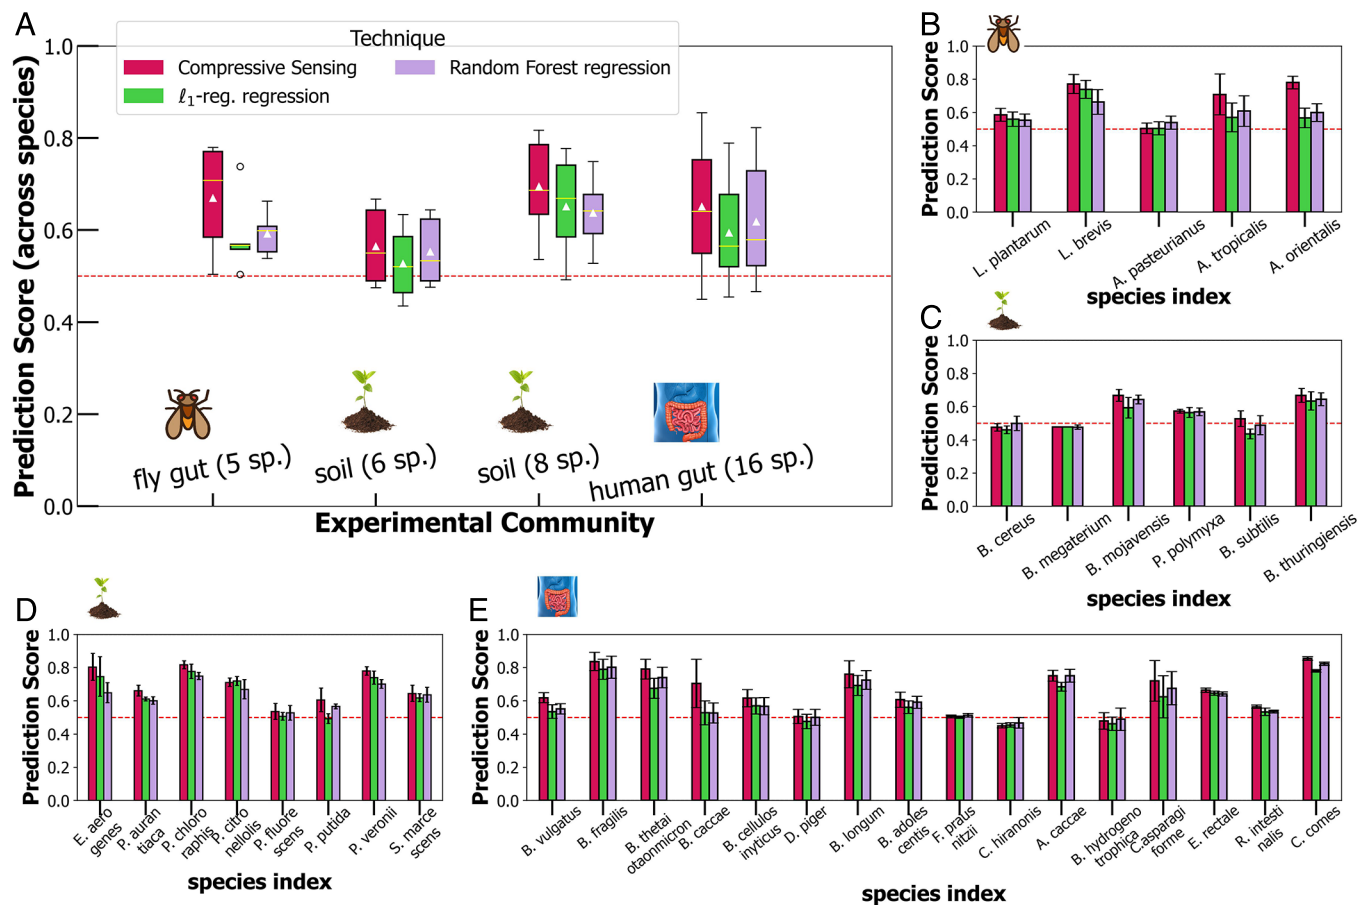 A
Technique
Compressive Sensing
Random Forest regression
ℓ1-reg. regression
Prediction Score (across species)
1.0
0.8
0.6
0.4
0.2
0.0
fly gut (5 sp.)
soil (6 sp.)
soil (8 sp.)
human gut (16 sp.)
Experimental Community
B
Prediction Score
1.0
0.8
0.6
0.4
0.2
0.0
L. plantarum
L. brevis
A. pasteurianus
A. tropicalis
A. orientalis
species index
C
Prediction Score
1.0
0.8
0.6
0.4
0.2
0.0
B. cereus
B. megaterium
B. mojavensis
P. polymyxa
B. subtilis
B. thuringiensis
species index
D
Prediction Score
1.0
0.8
0.6
0.4
0.2
0.0
E. aero
genes
P. auran
tiaca
P. chloro
raphis
P. citro
nellolis
P. fluore
scens
P. putida
P. veronii
S. marce
scens
species index
E
Prediction Score
1.0
0.8
0.6
0.4
0.2
0.0
B. vulgatus
B. fragilis
B. thetai
otaonmicron
B. caccae
B. cellulos
inyticus
D. piger
B. longum
B. adoles
centis
F. praus
nitzii
C. hiranonis
A. caccae
B. hydrogeno
trophica
C.asparagi
forme
E. rectale
R. intesti
nalis
C. comes
species index